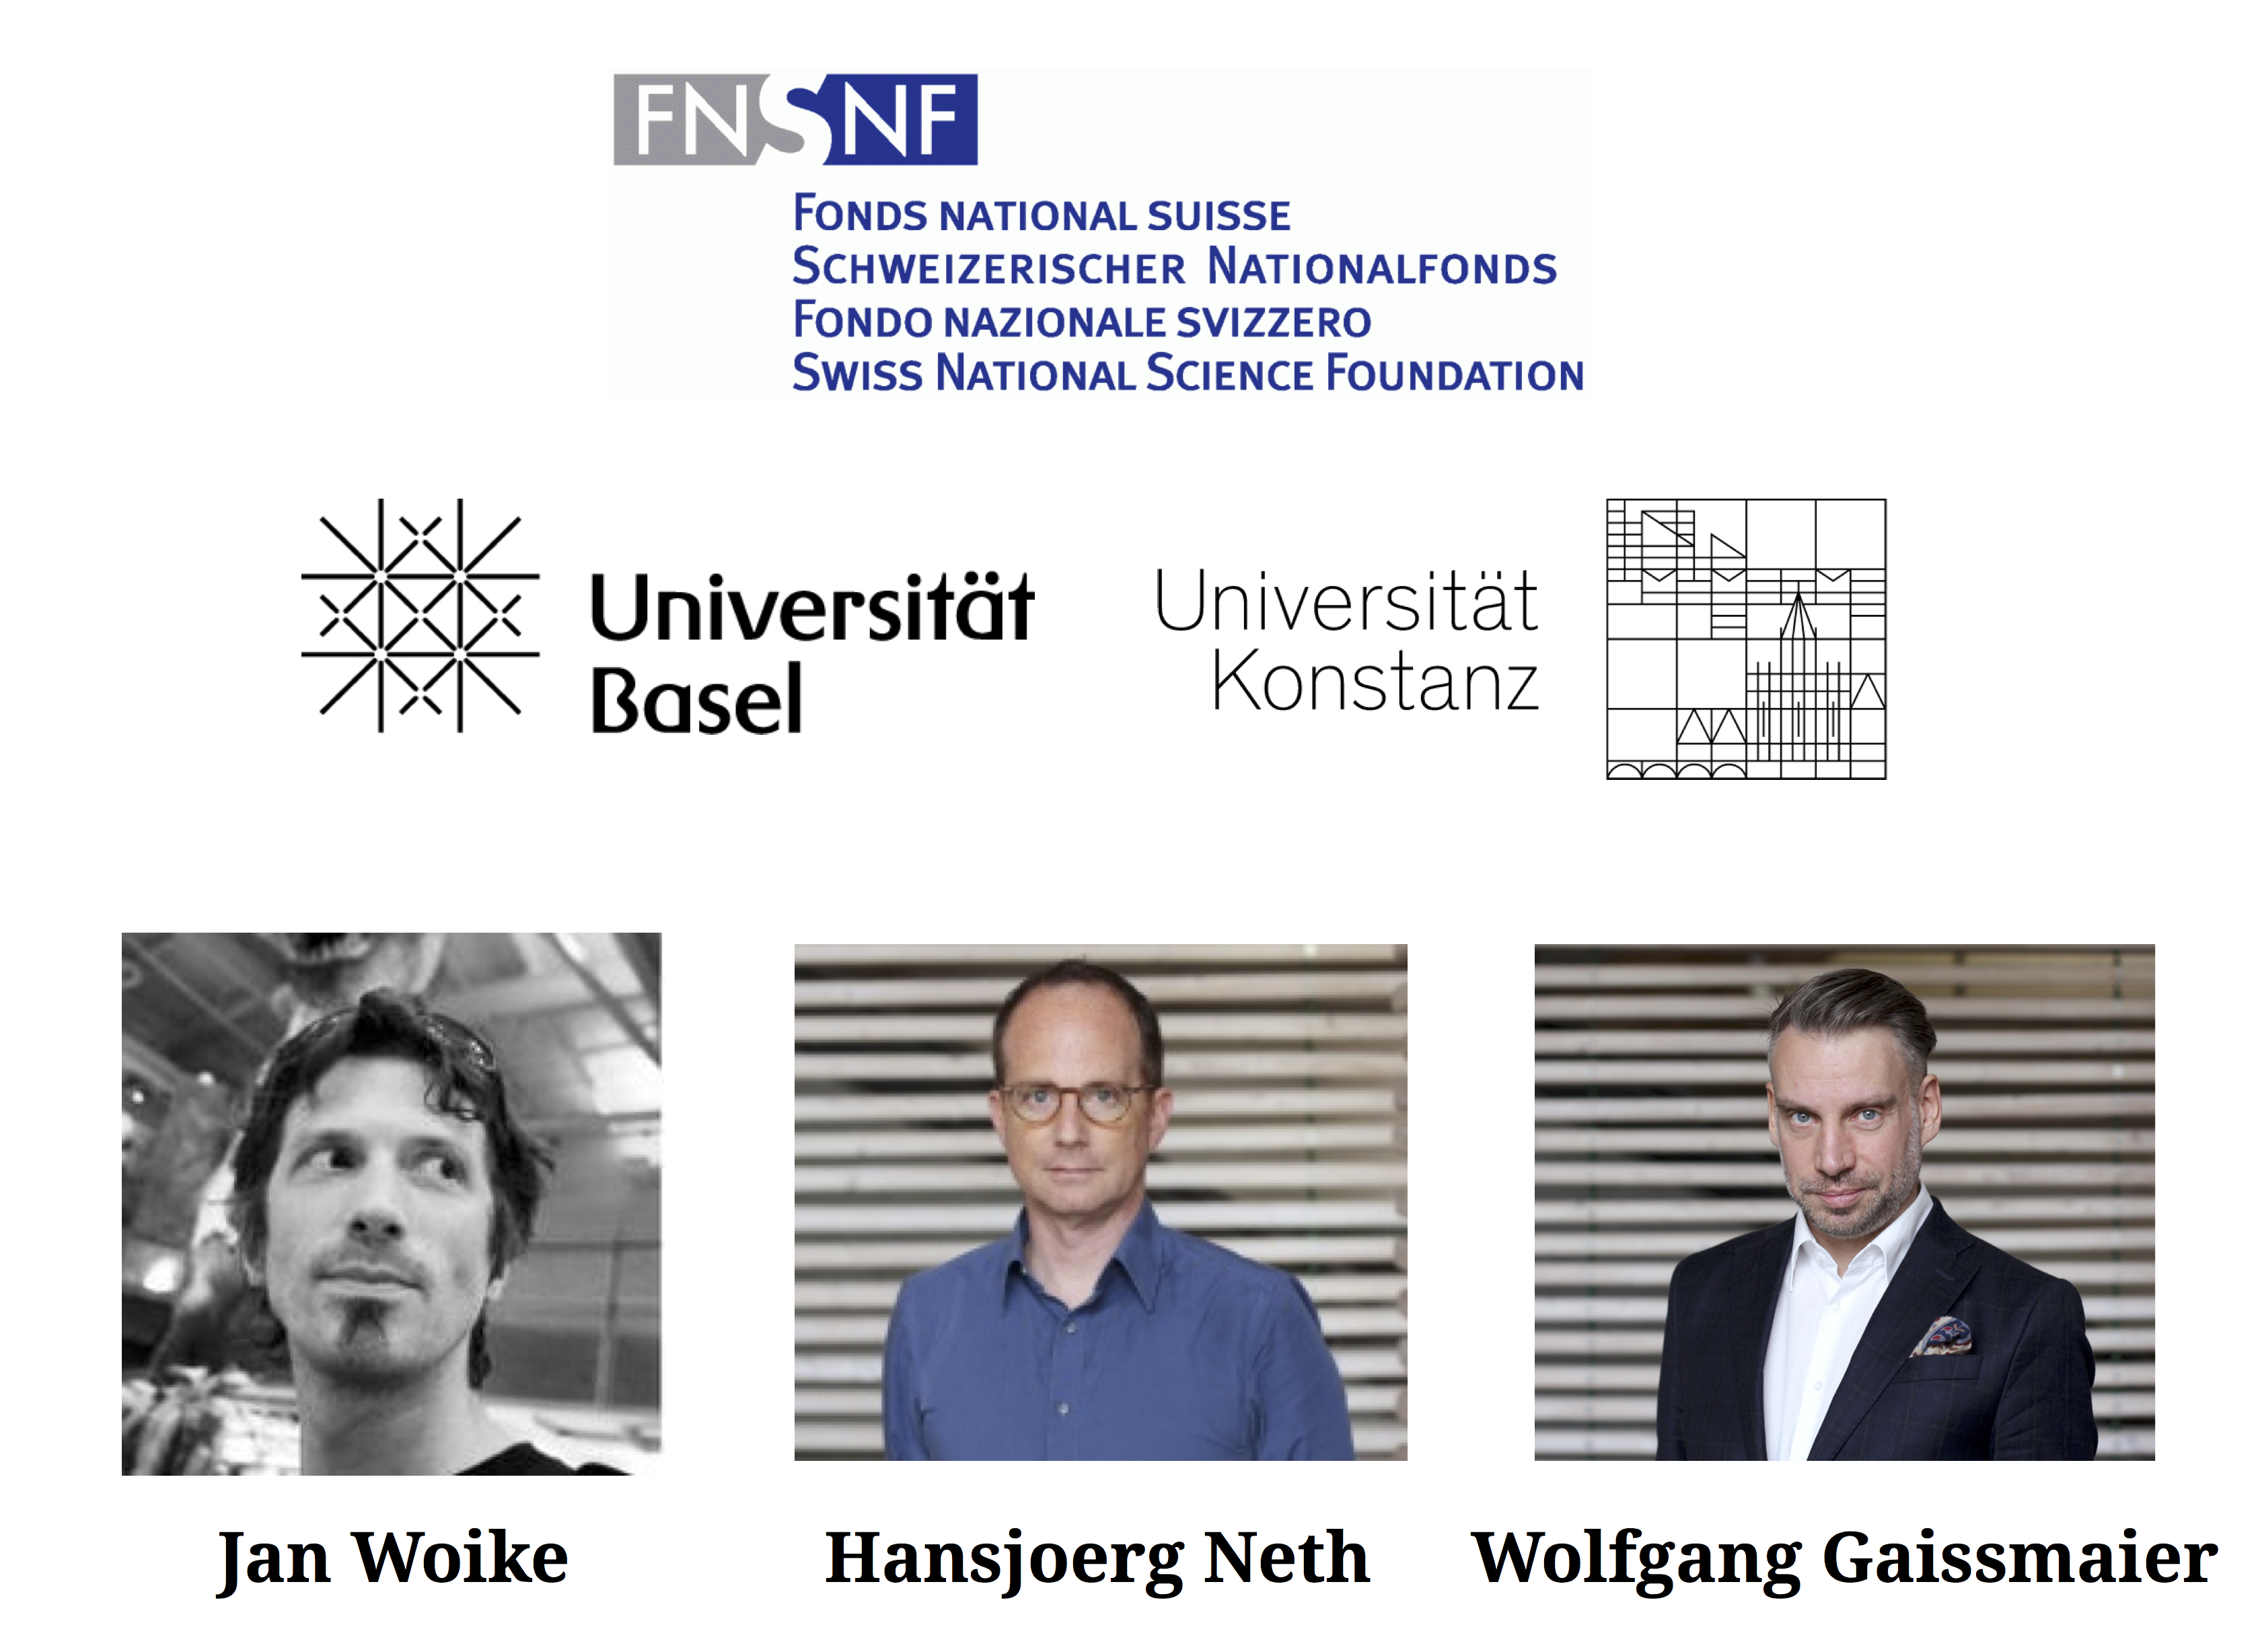 FNSNF
FONDS NATIONAL SUISSE
SCHWEIZERISCHER NATIONALFONDS
FONDO NAZIONALE SVIZZERO
SWISS NATIONAL SCIENCE FOUNDATION
Universität
Basel
Universität
Konstanz
Jan Woike
Hansjoerg Neth
Wolfgang Gaissmaier